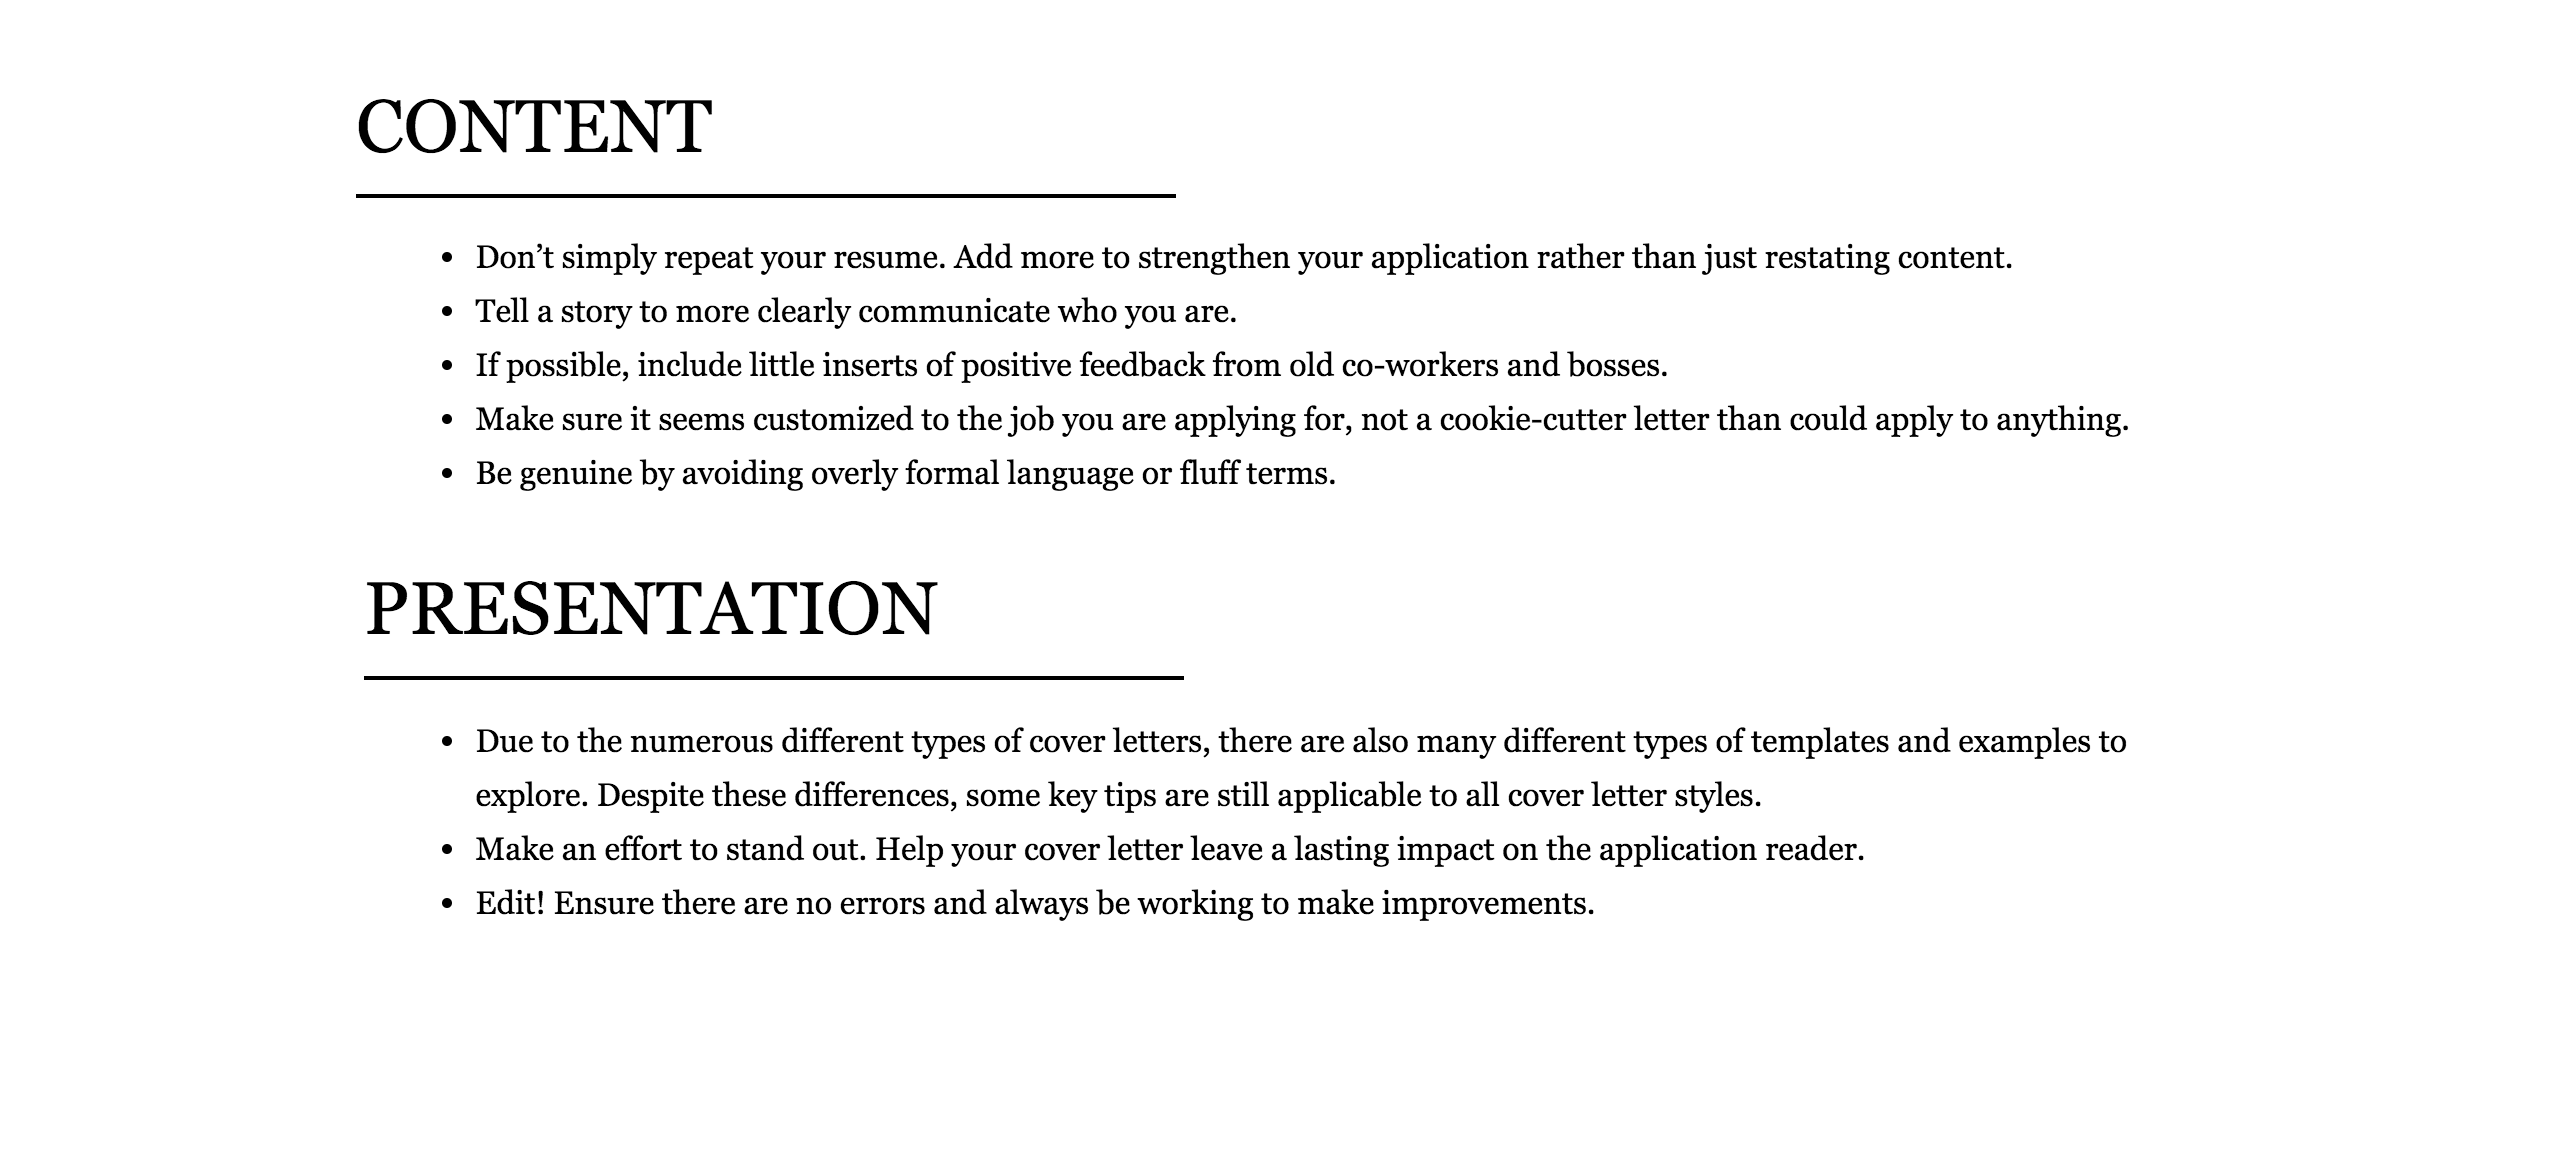 CONTENT
• Don’t simply repeat your resume. Add more to strengthen your application rather than just restating content.
• Tell a story to more clearly communicate who you are.
• If possible, include little inserts of positive feedback from old co-workers and bosses.
• Make sure it seems customized to the job you are applying for, not a cookie-cutter letter than could apply to anything.
• Be genuine by avoiding overly formal language or fluff terms.
PRESENTATION
• Due to the numerous different types of cover letters, there are also many different types of templates and examples to
explore. Despite these differences, some key tips are still applicable to all cover letter styles.
• Make an effort to stand out. Help your cover letter leave a lasting impact on the application reader.
• Edit! Ensure there are no errors and always be working to make improvements.